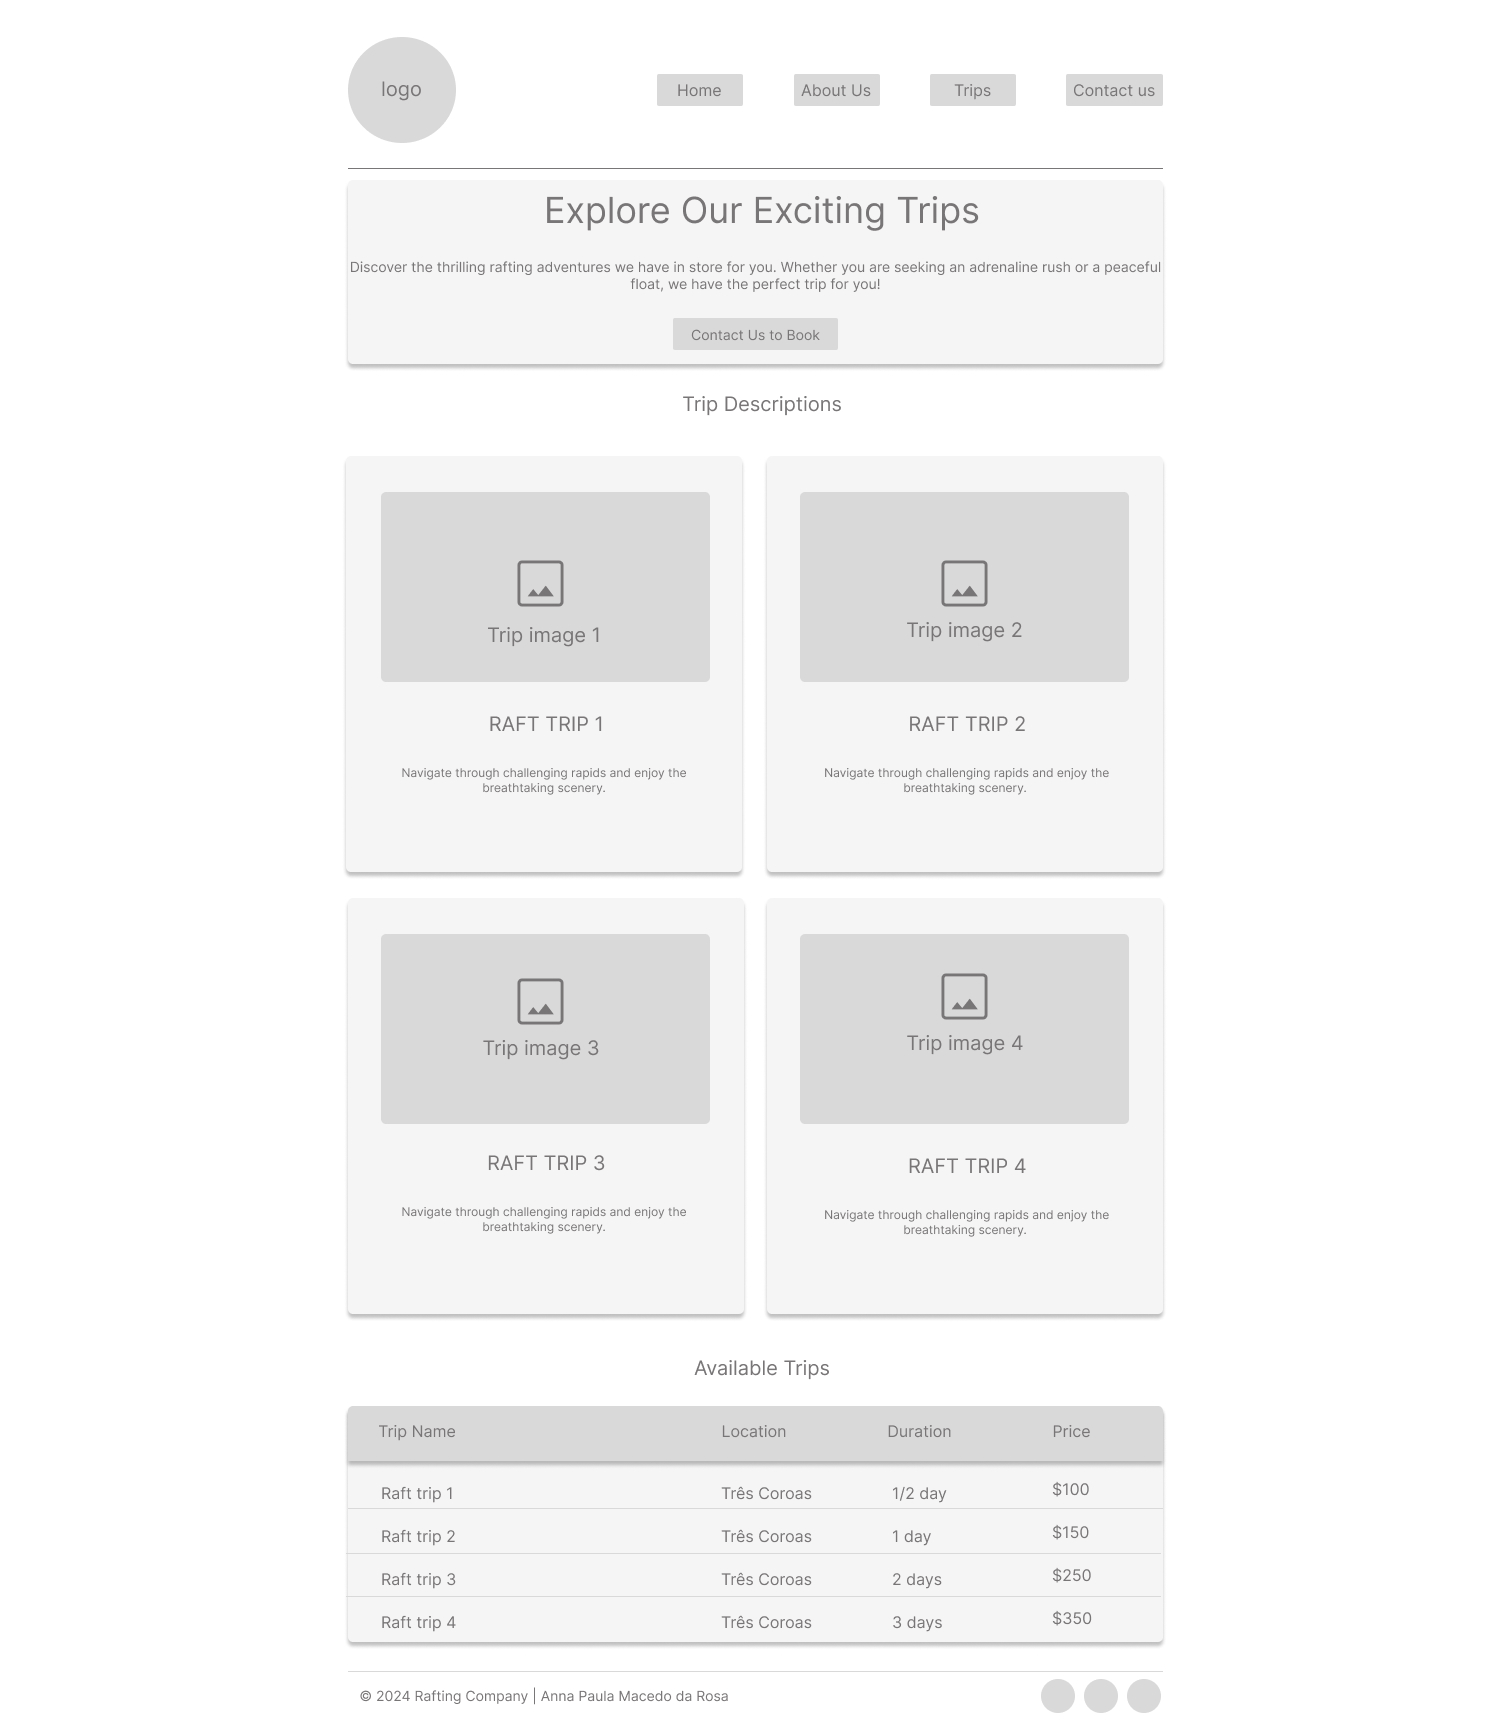 logo
Home
About Us
Trips
Contact us
Explore Our Exciting Trips
Discover the thrilling rafting adventures we have in store for you. Whether you are seeking an adrenaline rush or a peaceful
float, we have the perfect trip for you!
Contact Us to Book
Trip Descriptions
Trip image 1
RAFT TRIP 1
Navigate through challenging rapids and enjoy the
breathtaking scenery.
Trip image 2
RAFT TRIP 2
Navigate through challenging rapids and enjoy the
breathtaking scenery.
Trip image 3
RAFT TRIP 3
Navigate through challenging rapids and enjoy the
breathtaking scenery.
Trip image 4
RAFT TRIP 4
Navigate through challenging rapids and enjoy the
breathtaking scenery.
Available Trips
Trip Name Location Duration Price
Raft trip 1 Três Coroas 1/2 day $100
Raft trip 2 Três Coroas 1 day $150
Raft trip 3 Três Coroas 2 days $250
Raft trip 4 Três Coroas 3 days $350
© 2024 Rafting Company | Anna Paula Macedo da Rosa